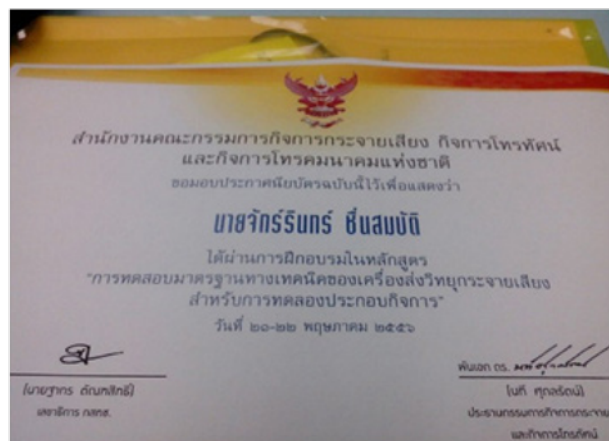 สำนักงานคณะกรรมการกิจการกระจายเสียง กิจการโทรทัศน์
และกิจการโทรคมนาคมแห่งชาติ
ขอมอบประกาศนียบัตรฉบับนี้ไว้เพื่อแสดงว่า
นายจักร์รินทร์ ชื่นสมบัติ
ได้ผ่านการฝึกอบรมในหลักสูตร
"การทดสอบมาตรฐานทางเทคนิคของเครื่องส่งวิทยุกระจายเสียง
สำหรับการทดลองประกอบกิจการ"
วันที่ ๒๑-๒๒ พฤษภาคม ๒๕๕๖
พันเอก ดร.
(นายฐากร ตัณฑสิทธิ์)
(นที ศุกลรัตน์)
เลขาธิการ กสทช.
ประธานกรรมการกิจการกระจาย
และกิจการโทรทัศน์